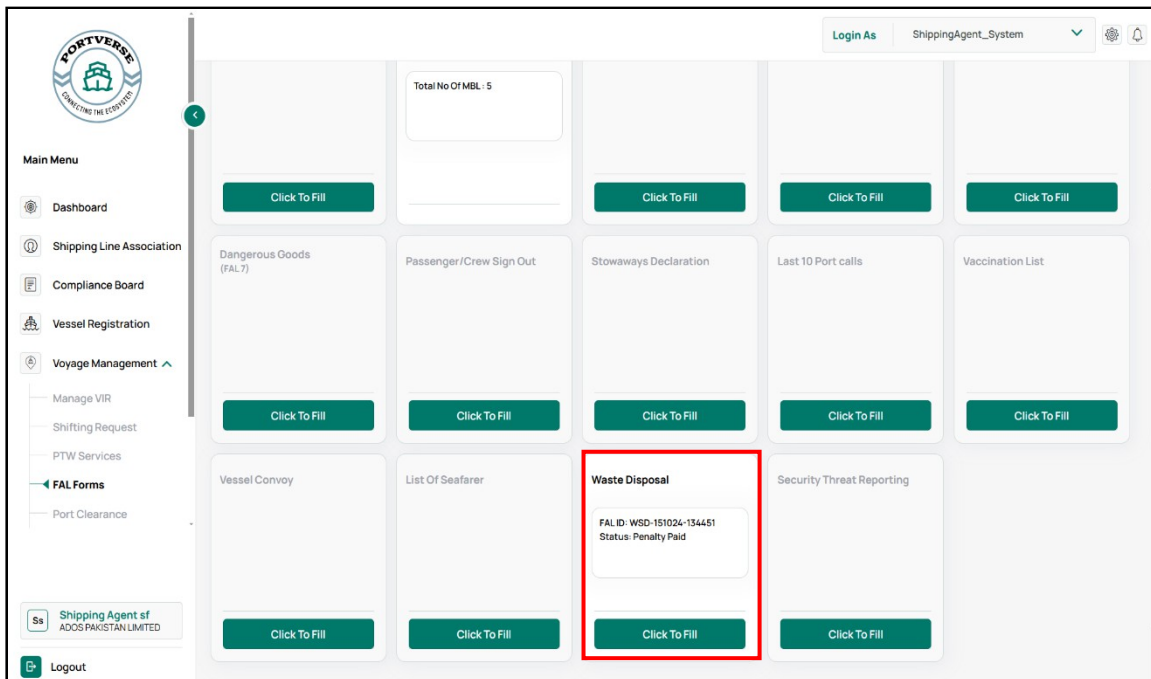 PORTVERSE
CONNECTING THE ECOSYSTEM
Login As
ShippingAgent_System
Main Menu
Dashboard
Shipping Line Association
Compliance Board
Vessel Registration
Voyage Management
Manage VIR
Shifting Request
PTW Services
FAL Forms
Port Clearance
Ss
Shipping Agent sf
ADOS PAKISTAN LIMITED
Logout
Total No Of MBL : 5
Click To Fill
Click To Fill
Click To Fill
Click To Fill
Dangerous Goods
(FAL 7)
Passenger/Crew Sign Out
Stowaways Declaration
Last 10 Port calls
Vaccination List
Click To Fill
Click To Fill
Click To Fill
Click To Fill
Click To Fill
Vessel Convoy
List Of Seafarer
Waste Disposal
Security Threat Reporting
FAL ID: WSD-151024-134451
Status: Penalty Paid
Click To Fill
Click To Fill
Click To Fill
Click To Fill